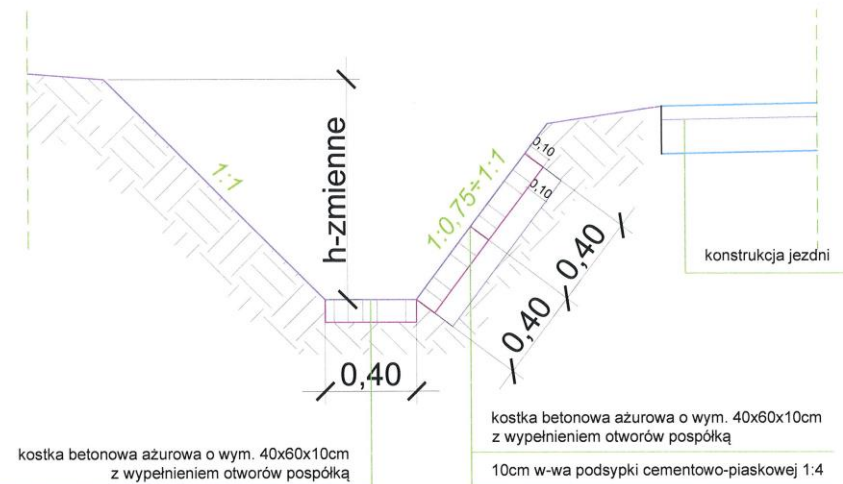 1:1
h-zmienne
1:0,75÷1:1
0,10
0,10
konstrukcja jezdni
0,40
0,40
0,40
kostka betonowa ażurowa o wym. 40x60x10cm
z wypełnieniem otworów pospółką
kostka betonowa ażurowa o wym. 40x60x10cm
z wypełnieniem otworów pospółką
10cm w-wa podsypki cementowo-piaskowej 1:4